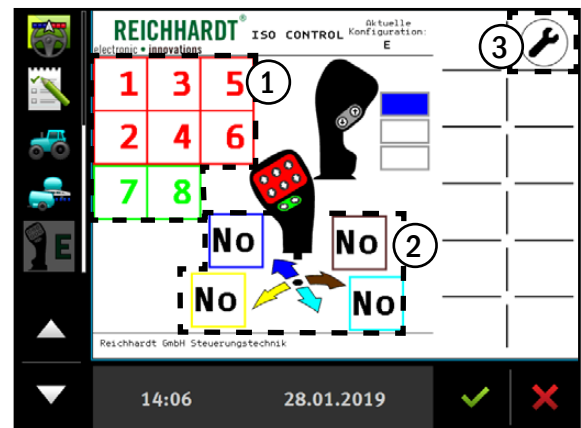 REICHHARDT®
electronic • innovations
ISO CONTROL
Aktuelle
Konfiguration:
E
3
1 3 5
1
2 4 6
7 8
E
No No
2
No No
Reichhardt GmbH Steuerungstechnik
14:06 28.01.2019